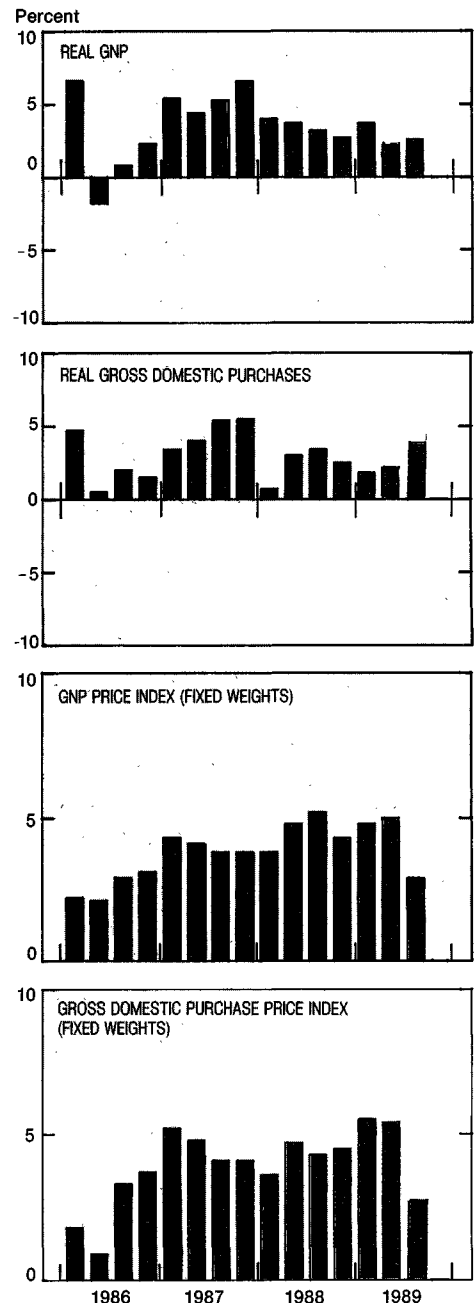 Percent
10
REAL GNP
5
0
-5
-10
10
REAL GROSS DOMESTIC PURCHASES
5
0
-5
-10
10
GNP PRICE INDEX (FIXED WEIGHTS)
5
0
10
GROSS DOMESTIC PURCHASE PRICE INDEX
(FIXED WEIGHTS)
5
0
1986 1987 1988 1989